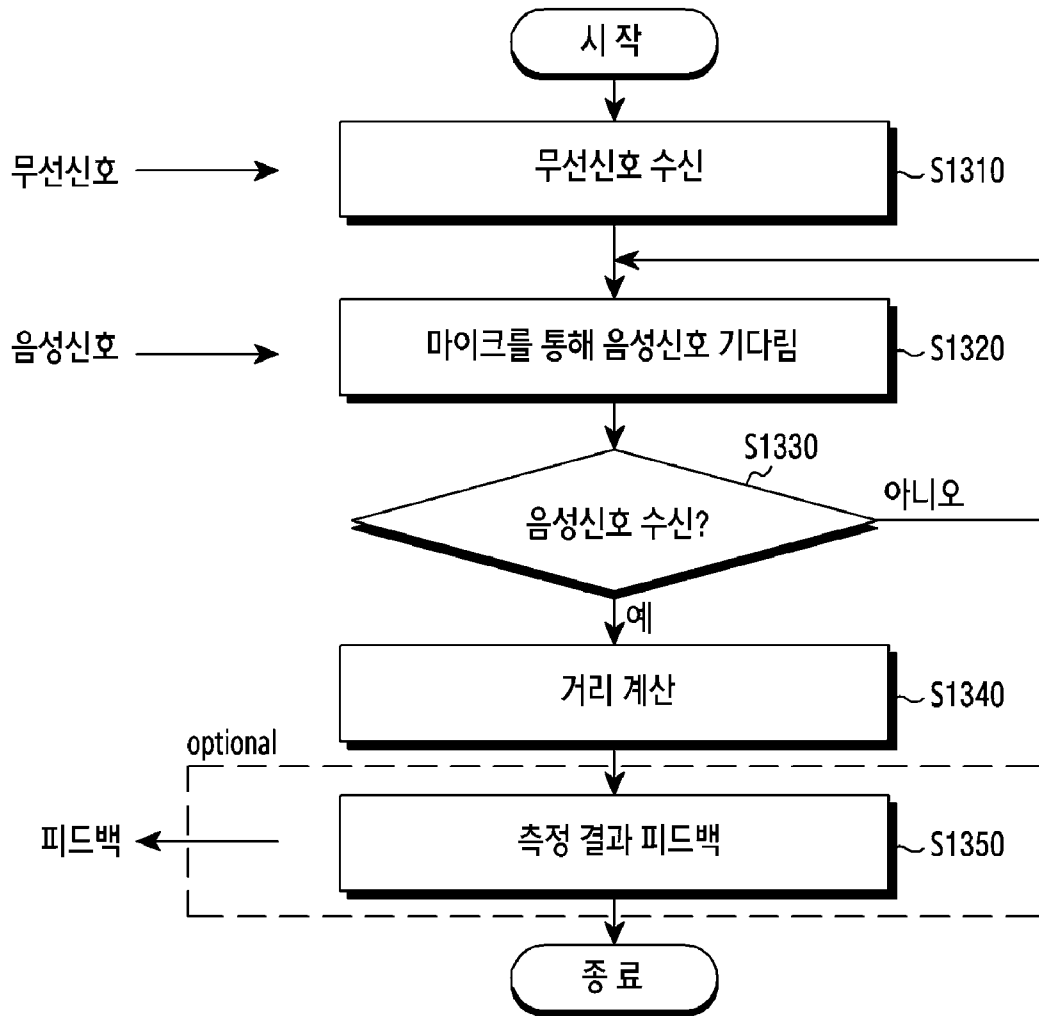 시 작
무선신호
무선신호 수신
S1310
음성신호
마이크를 통해 음성신호 기다림
S1320
S1330
음성신호 수신?
아니오
예
거리 계산
S1340
optional
피드백
측정 결과 피드백
S1350
종 료